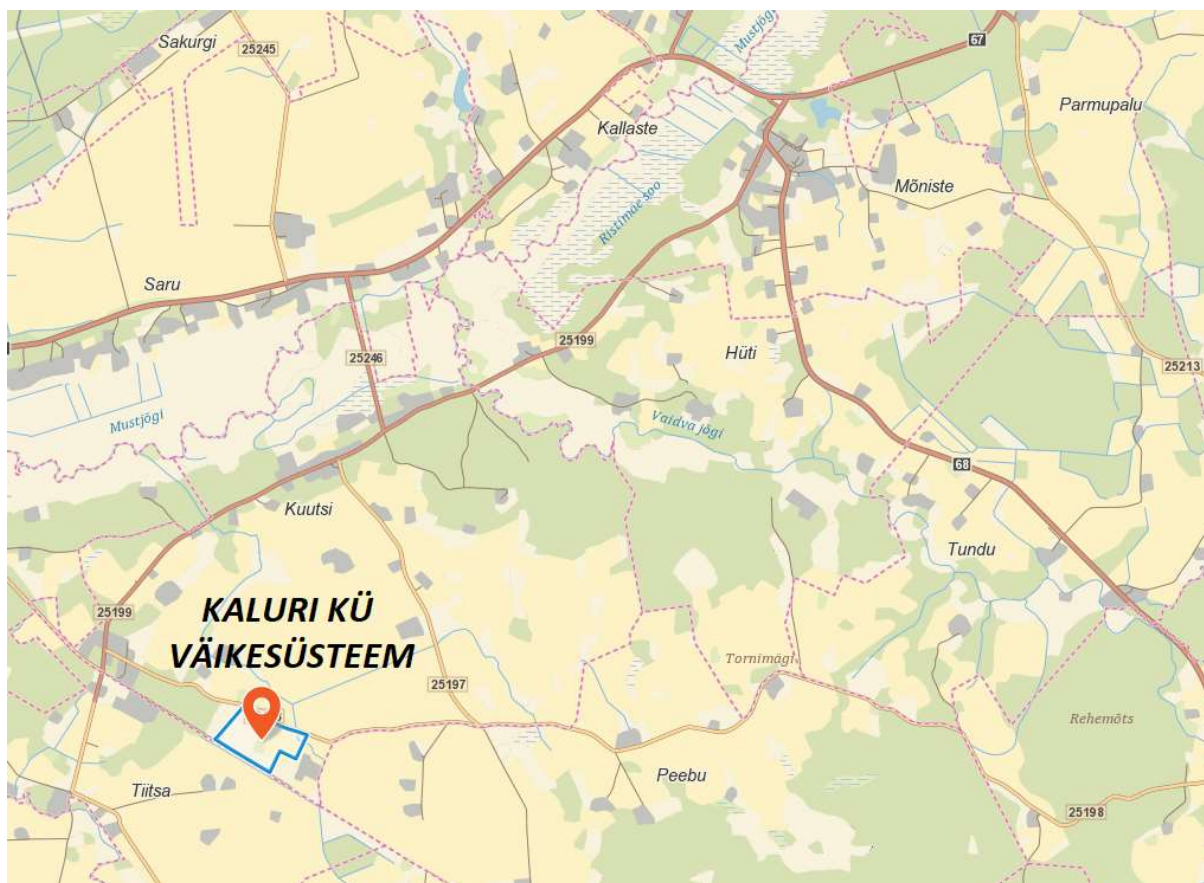 Sakurgi
25245
Mustjõgi
67
Kallaste
Parmupalu
Mõniste
Ristimäe soo
Saru
25199
Hüti
25246
25213
Mustjõgi
Vaidva jõgi
68
Kuutsi
Tundu
25199
KALURI KÜ
VÄIKESÜSTEEM
Tornimägi
25197
Rehemõts
Peebu
Tiitsa
25198